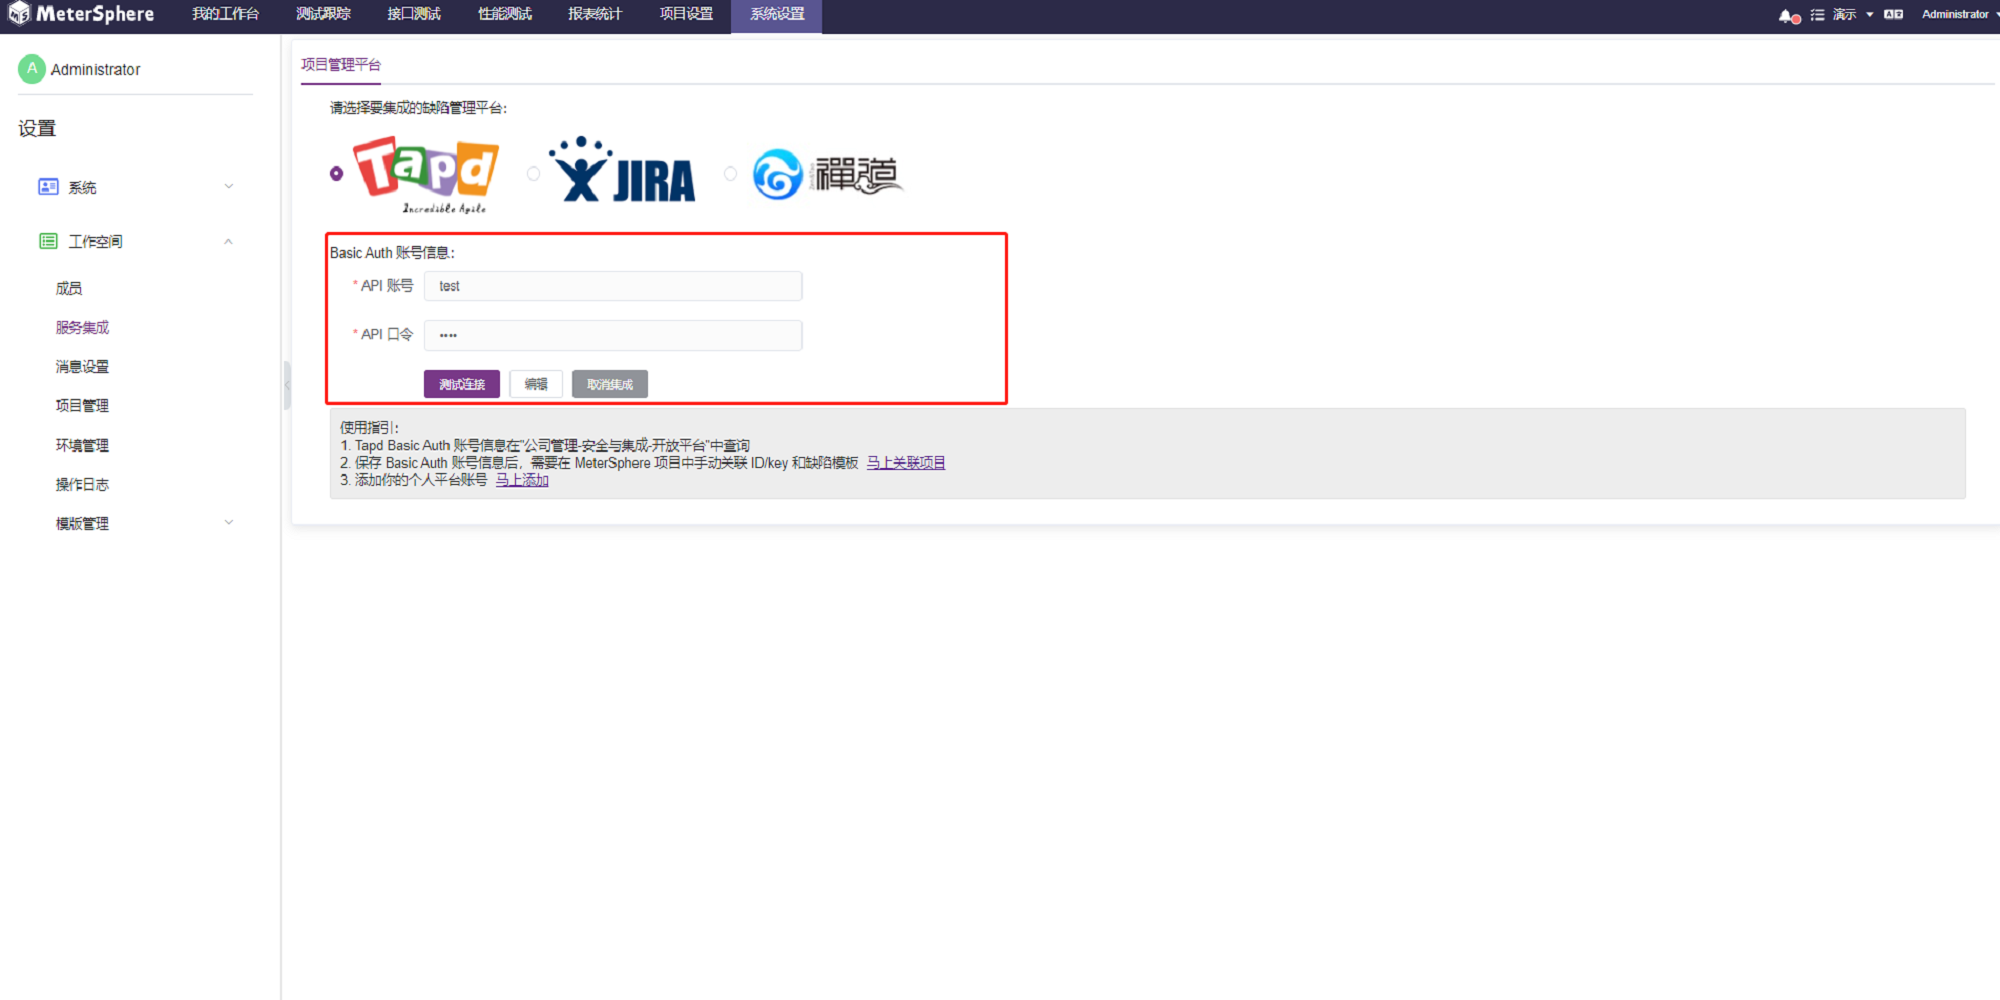 MeterSphere 我的工作台 测试跟踪 接口测试 性能测试 报表统计 项目设置 系统设置 演示 Administrator
A Administrator
设置
系统
工作空间
成员
服务集成
消息设置
项目管理
环境管理
操作日志
模版管理
项目管理平台
请选择要集成的缺陷管理平台:
Tapd Incredible Agile JIRA 禅道
Basic Auth 账号信息:
* API 账号 test
* API 口令 ••••
测试连接 编辑 取消集成
使用指引:
1. Tapd Basic Auth 账号信息在"公司管理-安全与集成-开放平台"中查询
2. 保存 Basic Auth 账号信息后，需要在 MeterSphere 项目中手动关联 ID/key 和缺陷模板 马上关联项目
3. 添加你的个人平台账号 马上添加